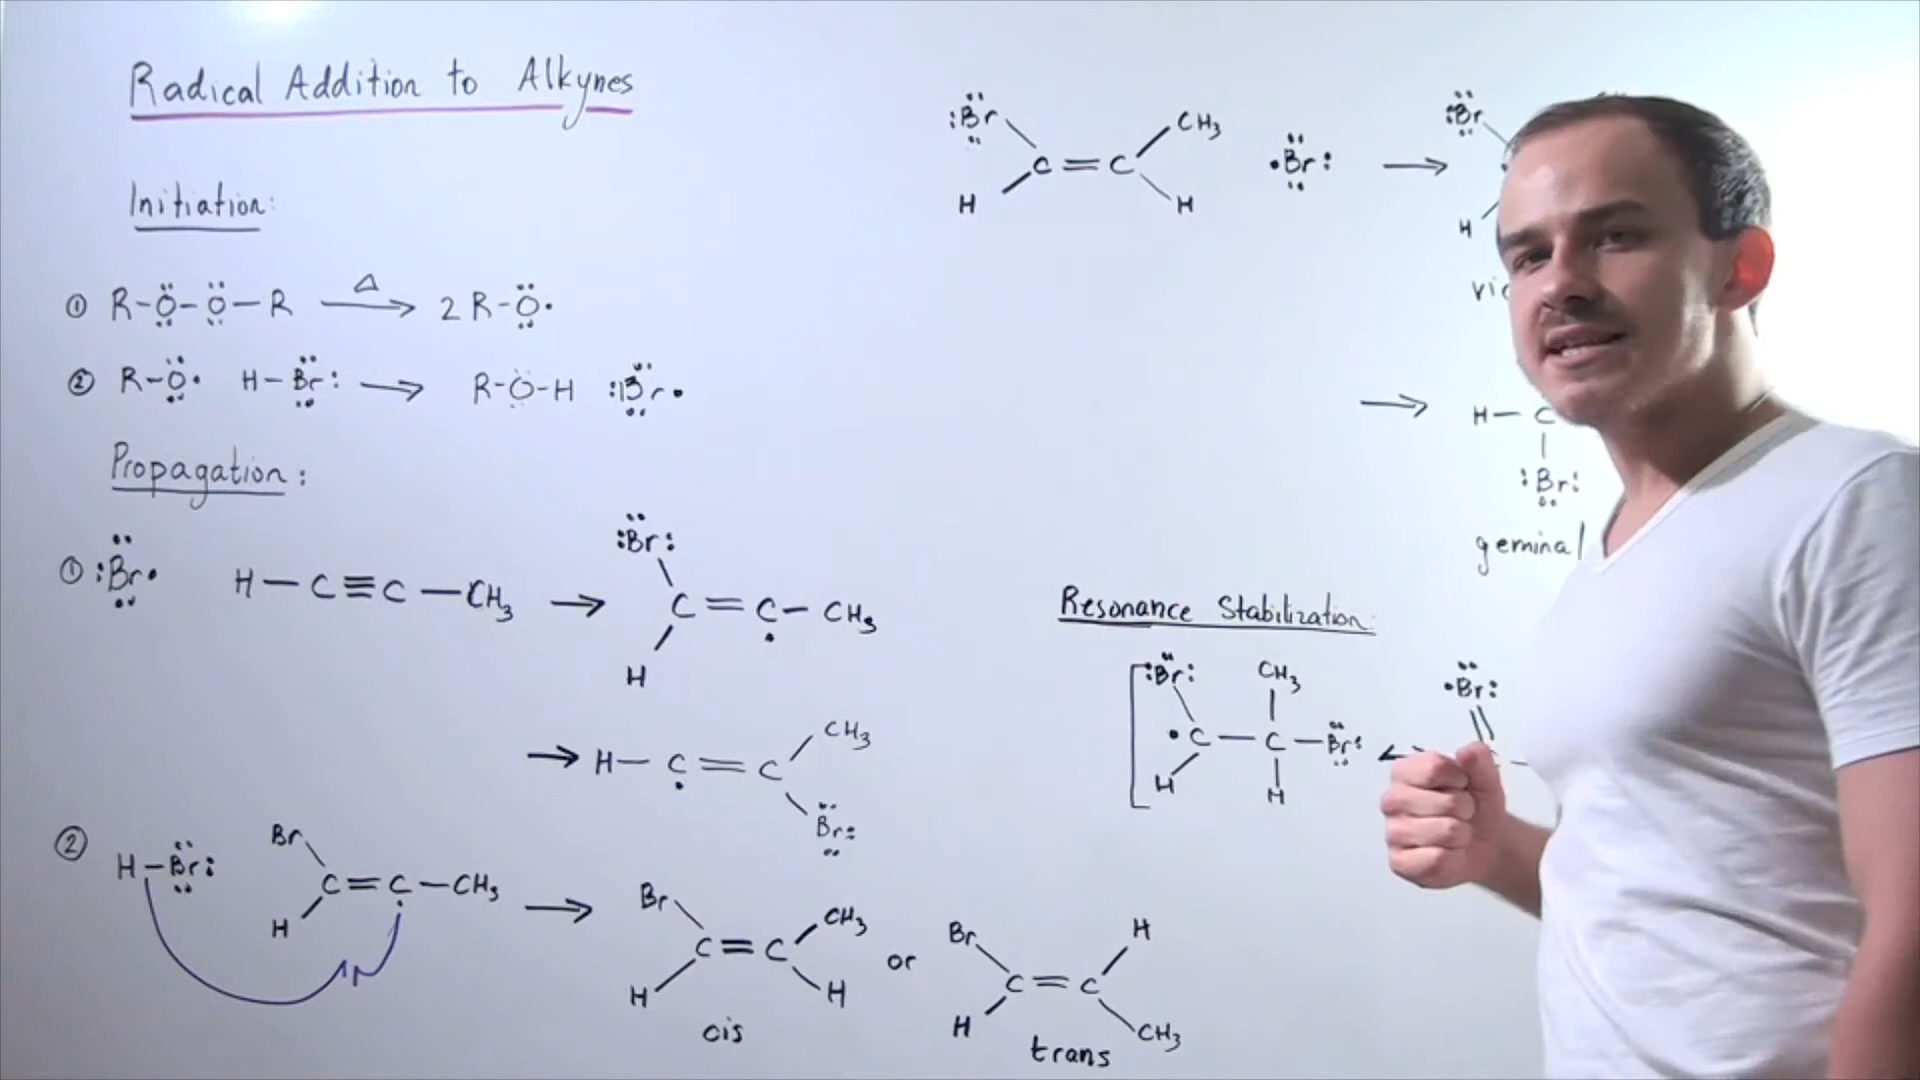 Radical Addition to Alkynes
Initiation:
① R-Ö-Ö-R Δ→ 2 R-Ö·
② R-Ö· H-Br: → R-Ö-H :Br·
Propagation:
① :Br· H-C≡C-CH₃ → :Br: C=C-CH₃
H
→ H-C=C CH₃
Br:
② H-Br: Br C=C-CH₃ H → Br C=C CH₃ H H
cis
or
Br H C=C H CH₃
trans
:Br C=C CH₃ H H ·Br: → :Br
H
→ H-C
:Br:
geminal
Resonance Stabilization:
[:Br: CH₃
·C-C-Br:
H H
·Br: